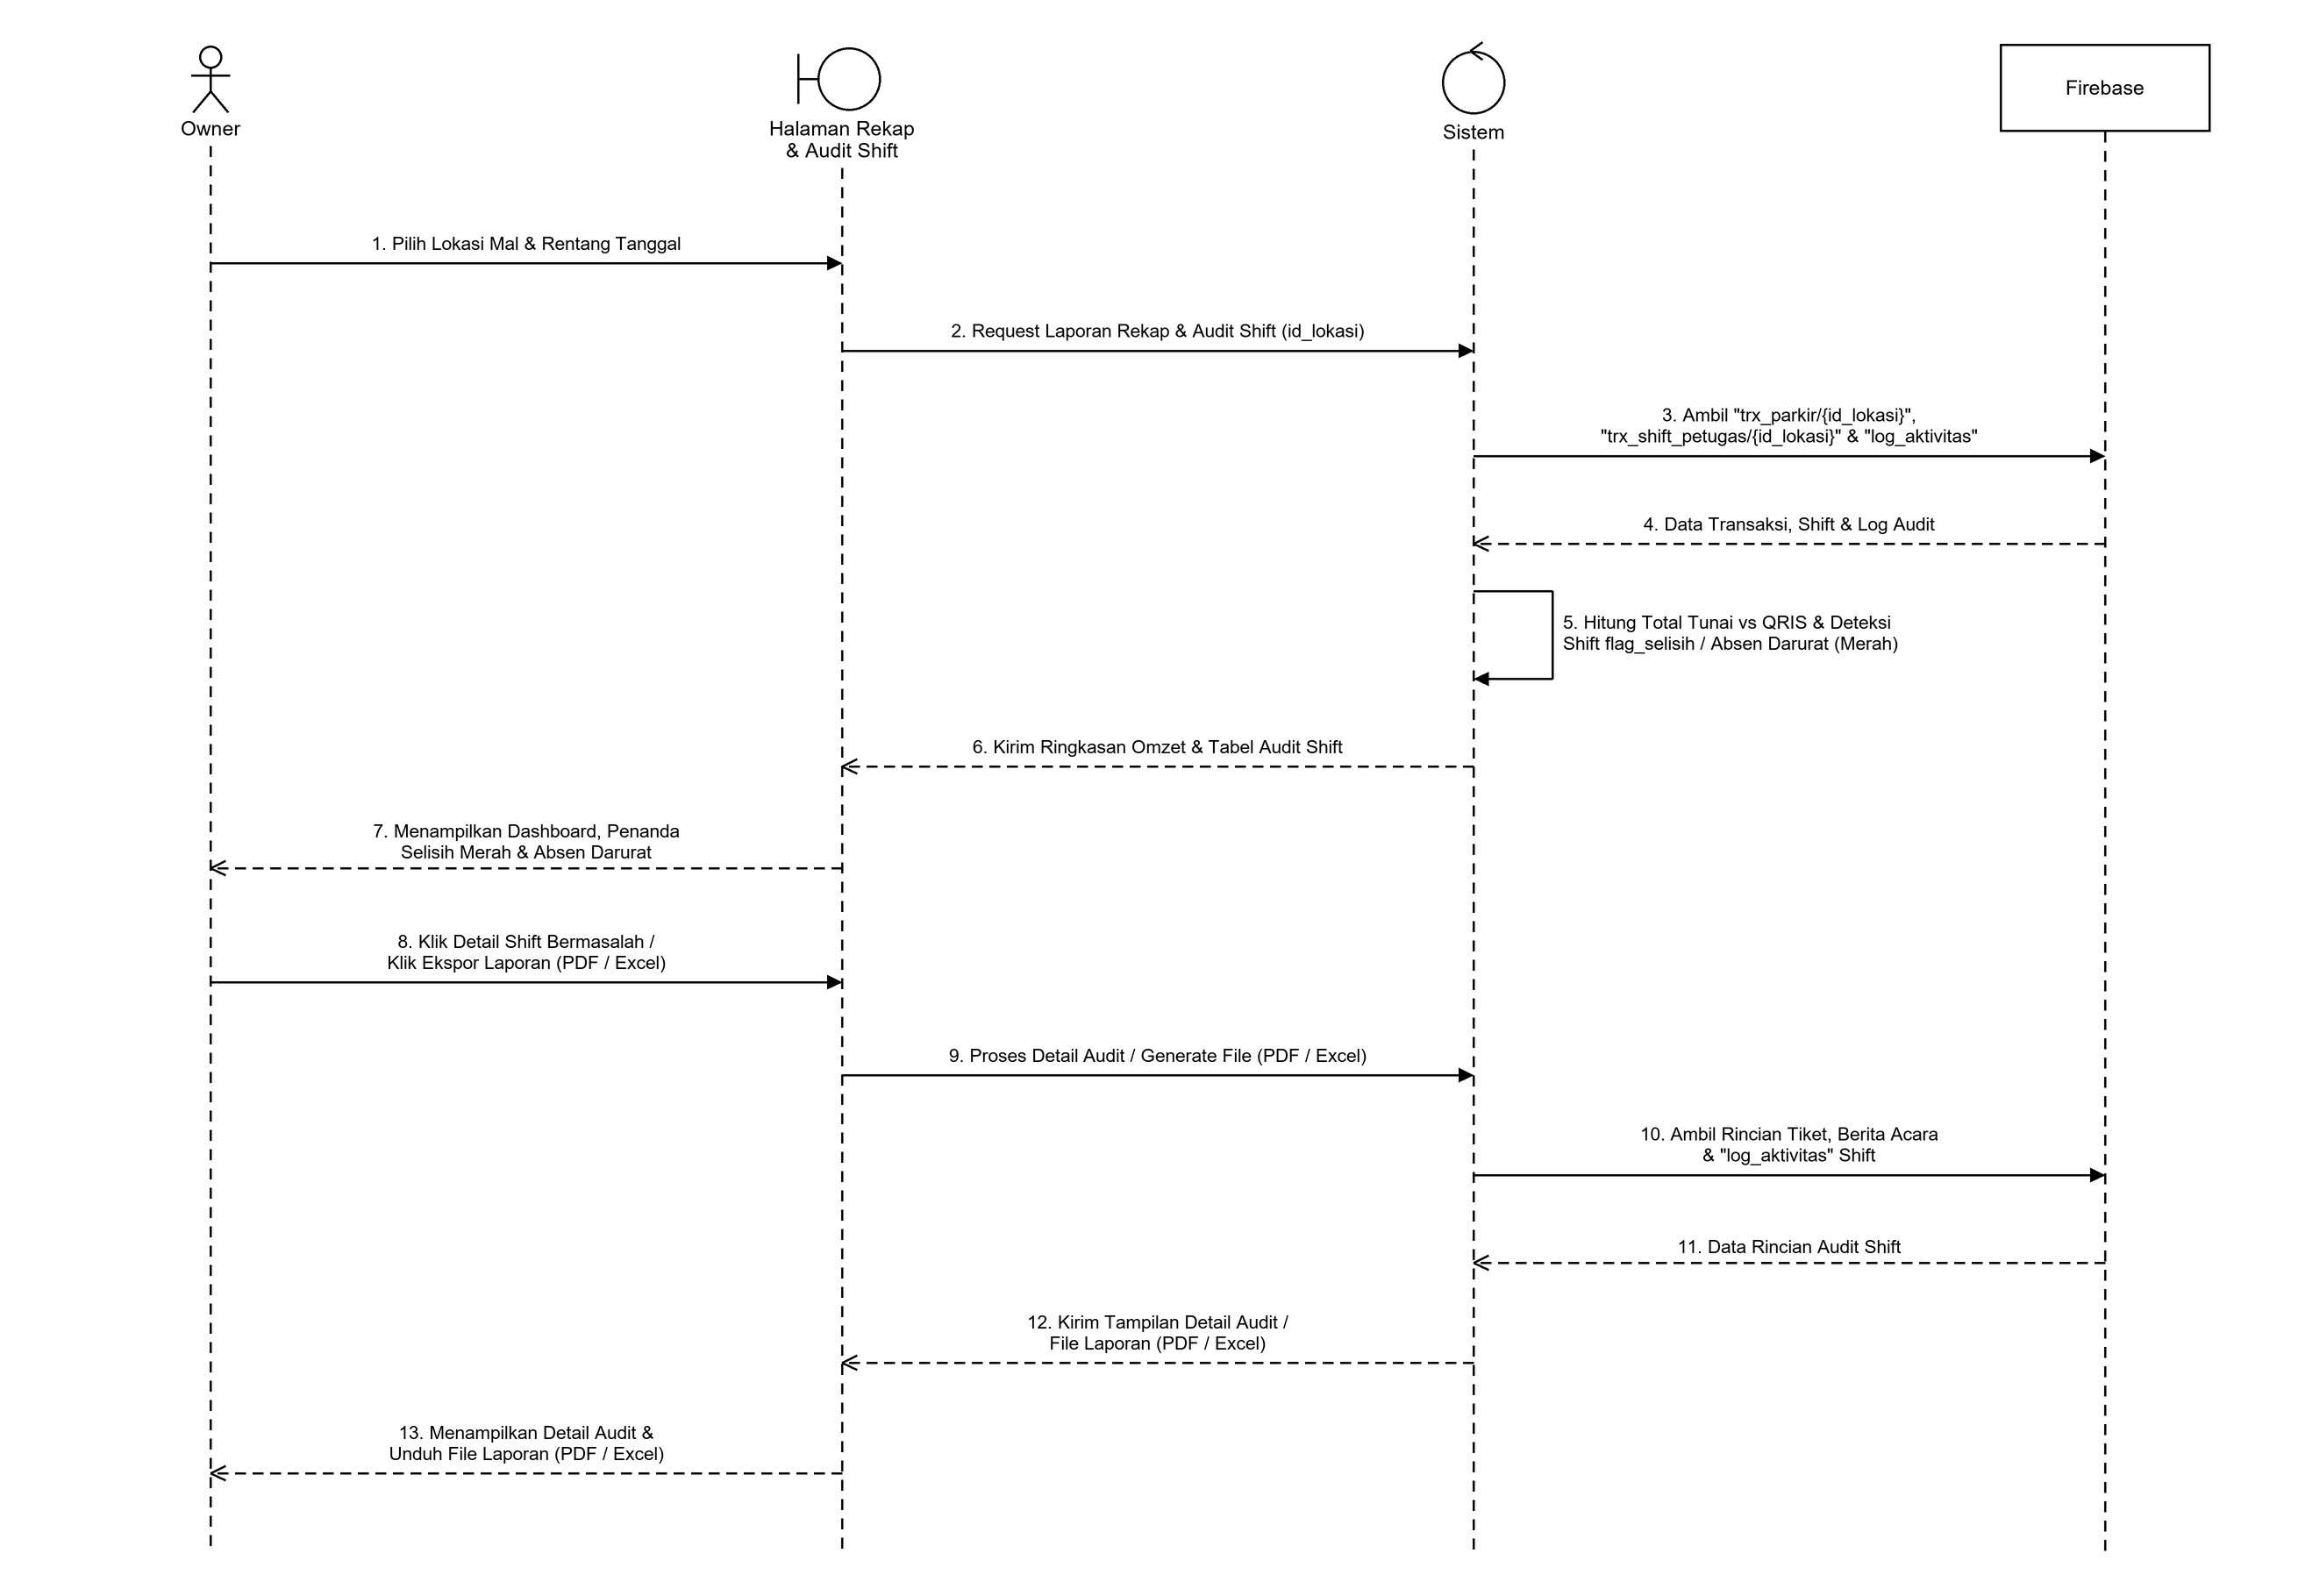 Owner
Halaman Rekap
& Audit Shift
Sistem
Firebase
1. Pilih Lokasi Mal & Rentang Tanggal
2. Request Laporan Rekap & Audit Shift (id_lokasi)
3. Ambil "trx_parkir/{id_lokasi}",
"trx_shift_petugas/{id_lokasi}" & "log_aktivitas"
4. Data Transaksi, Shift & Log Audit
5. Hitung Total Tunai vs QRIS & Deteksi
Shift flag_selisih / Absen Darurat (Merah)
6. Kirim Ringkasan Omzet & Tabel Audit Shift
7. Menampilkan Dashboard, Penanda
Selisih Merah & Absen Darurat
8. Klik Detail Shift Bermasalah /
Klik Ekspor Laporan (PDF / Excel)
9. Proses Detail Audit / Generate File (PDF / Excel)
10. Ambil Rincian Tiket, Berita Acara
& "log_aktivitas" Shift
11. Data Rincian Audit Shift
12. Kirim Tampilan Detail Audit /
File Laporan (PDF / Excel)
13. Menampilkan Detail Audit &
Unduh File Laporan (PDF / Excel)